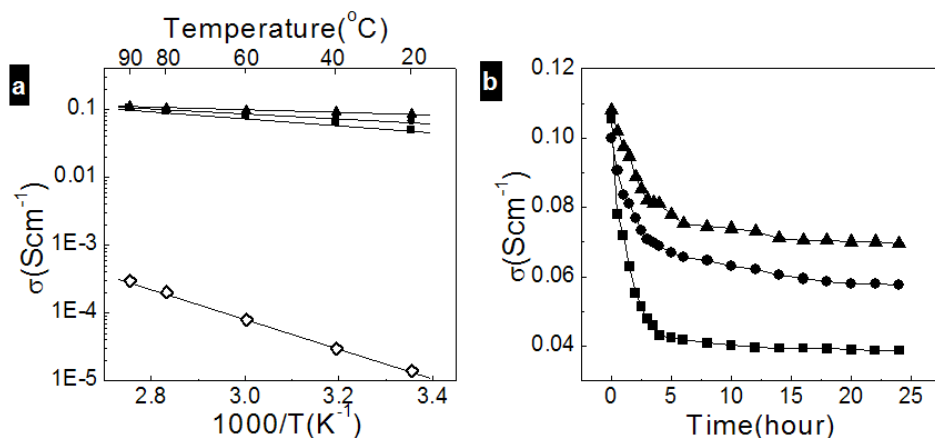 Temperature(°C)
90 80 60 40 20
a
0.1
0.01
1E-3
1E-4
1E-5
σ(Scm⁻¹)
2.8 3.0 3.2 3.4
1000/T(K⁻¹)
b
0.12
0.10
0.08
0.06
0.04
σ(Scm⁻¹)
0 5 10 15 20 25
Time(hour)